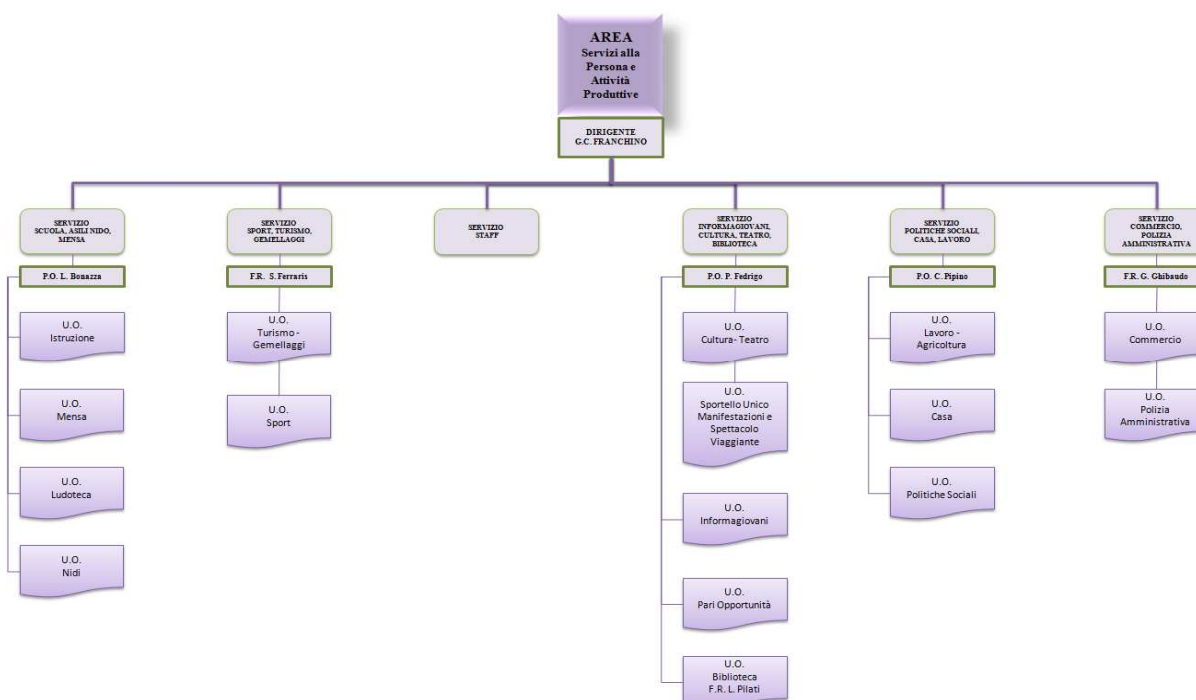 AREA
Servizi alla
Persona e
Attività
Produttive
DIRIGENTE
G.C. FRANCHINO
SERVIZIO
SCUOLA, ASILI NIDO,
MENSA
P.O. L. Bonazza
U.O.
Istruzione
U.O.
Mensa
U.O.
Ludoteca
U.O.
Nidi
SERVIZIO
SPORT, TURISMO,
GEMELLAGGI
F.R. S. Ferraris
U.O.
Turismo -
Gemellaggi
U.O.
Sport
SERVIZIO
STAFF
SERVIZIO
INFORMAGIOVANI,
CULTURA, TEATRO,
BIBLIOTECA
P.O. P. Fedrigo
U.O.
Cultura- Teatro
U.O.
Sportello Unico
Manifestazioni e
Spettacolo
Viaggiante
U.O.
Informagiovani
U.O.
Pari Opportunità
U.O.
Biblioteca
F.R. L. Pilati
SERVIZIO
POLITICHE SOCIALI,
CASA, LAVORO
P.O. C. Pipino
U.O.
Lavoro -
Agricoltura
U.O.
Casa
U.O.
Politiche Sociali
SERVIZIO
COMMERCIO,
POLIZIA
AMMINISTRATIVA
F.R. G. Ghibaudo
U.O.
Commercio
U.O.
Polizia
Amministrativa